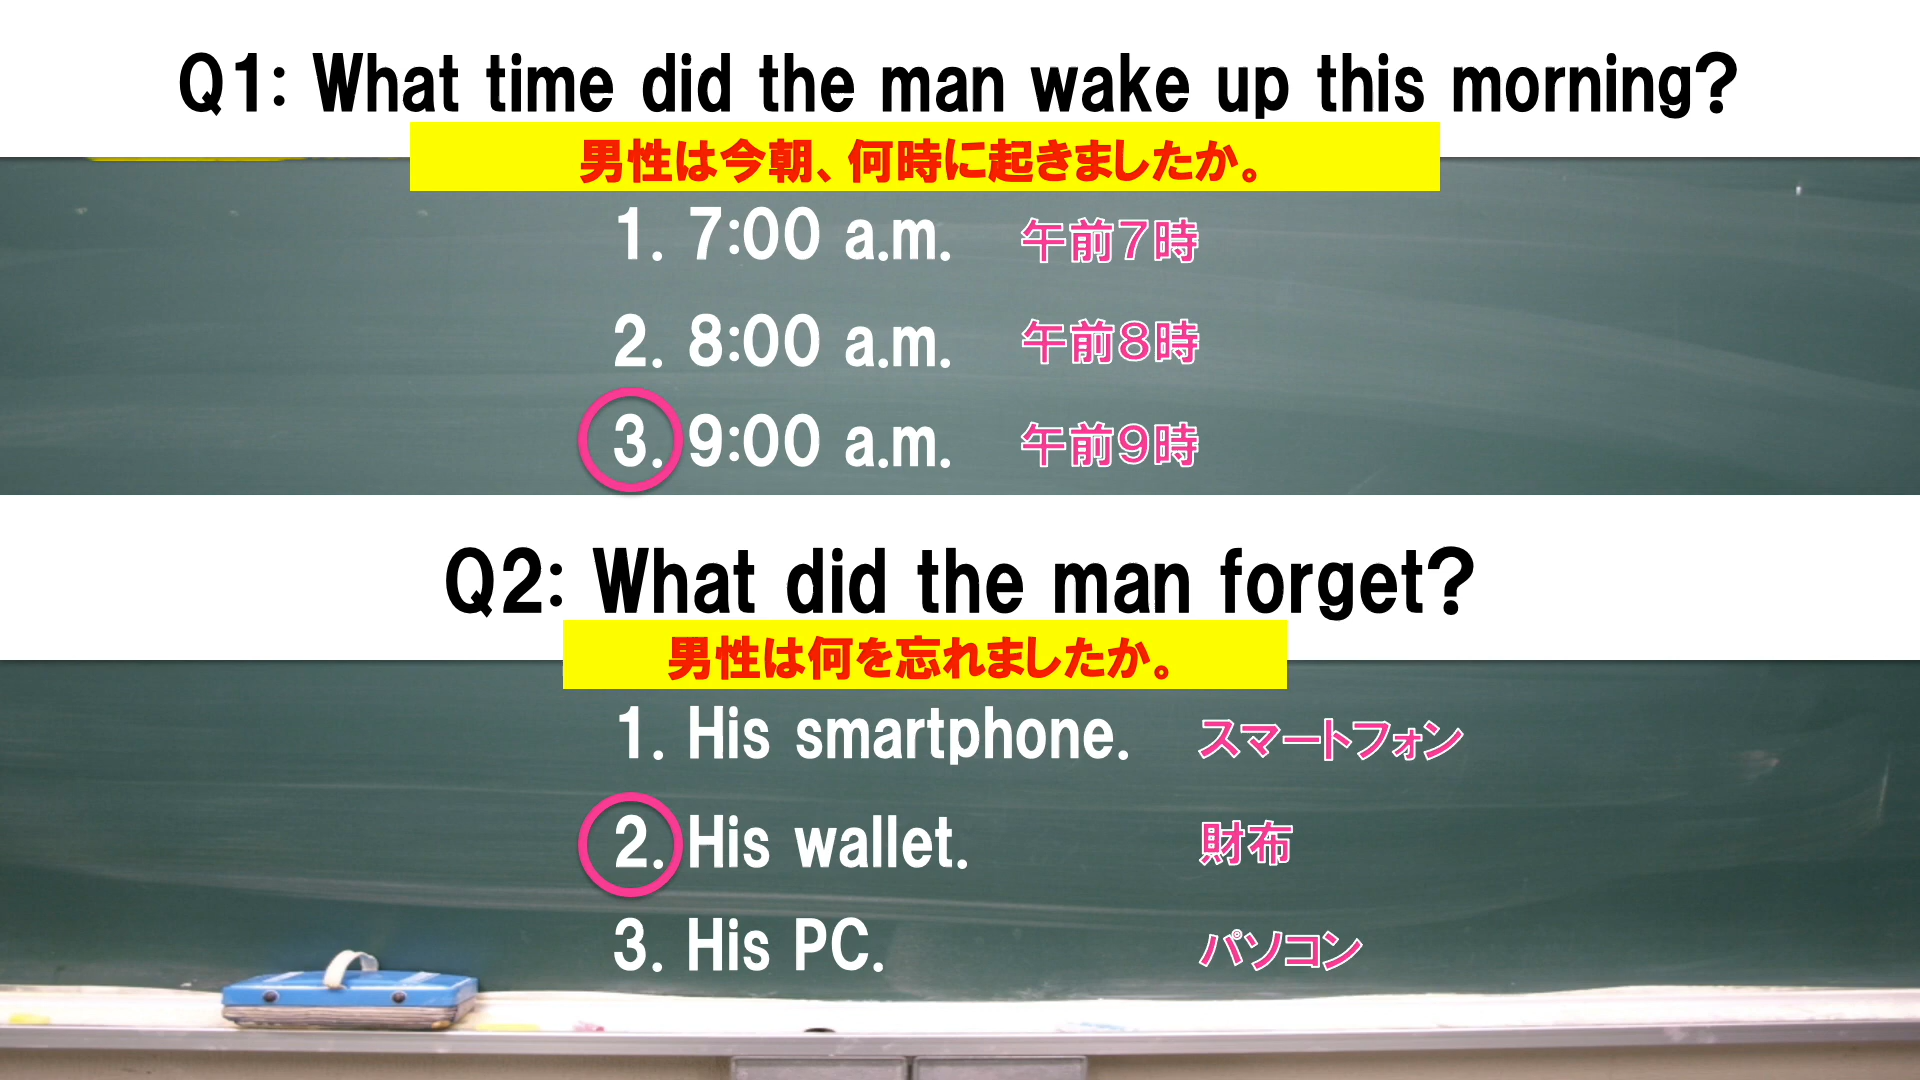 Q1: What time did the man wake up this morning?
男性は今朝、何時に起きましたか。
1. 7:00 a.m. 午前7時
2. 8:00 a.m. 午前8時
3. 9:00 a.m. 午前9時
Q2: What did the man forget?
男性は何を忘れましたか。
1. His smartphone. スマートフォン
2. His wallet. 財布
3. His PC. パソコン